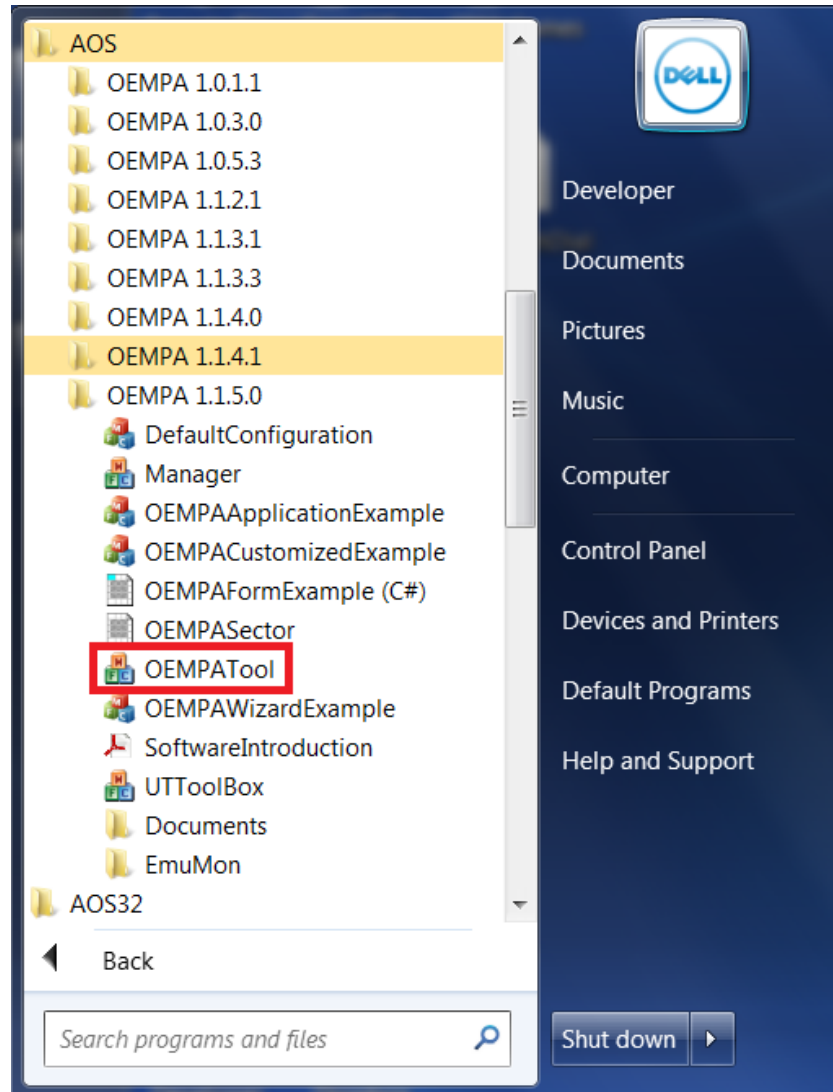 AOS
OEMPA 1.0.1.1
OEMPA 1.0.3.0
OEMPA 1.0.5.3
OEMPA 1.1.2.1
OEMPA 1.1.3.1
OEMPA 1.1.3.3
OEMPA 1.1.4.0
OEMPA 1.1.4.1
OEMPA 1.1.5.0
DefaultConfiguration
Manager
OEMPAApplicationExample
OEMPACustomizedExample
OEMPAFormExample (C#)
OEMPASector
OEMPATool
OEMPAWizardExample
SoftwareIntroduction
UTToolBox
Documents
EmuMon
AOS32
Back
Search programs and files
DELL
Developer
Documents
Pictures
Music
Computer
Control Panel
Devices and Printers
Default Programs
Help and Support
Shut down